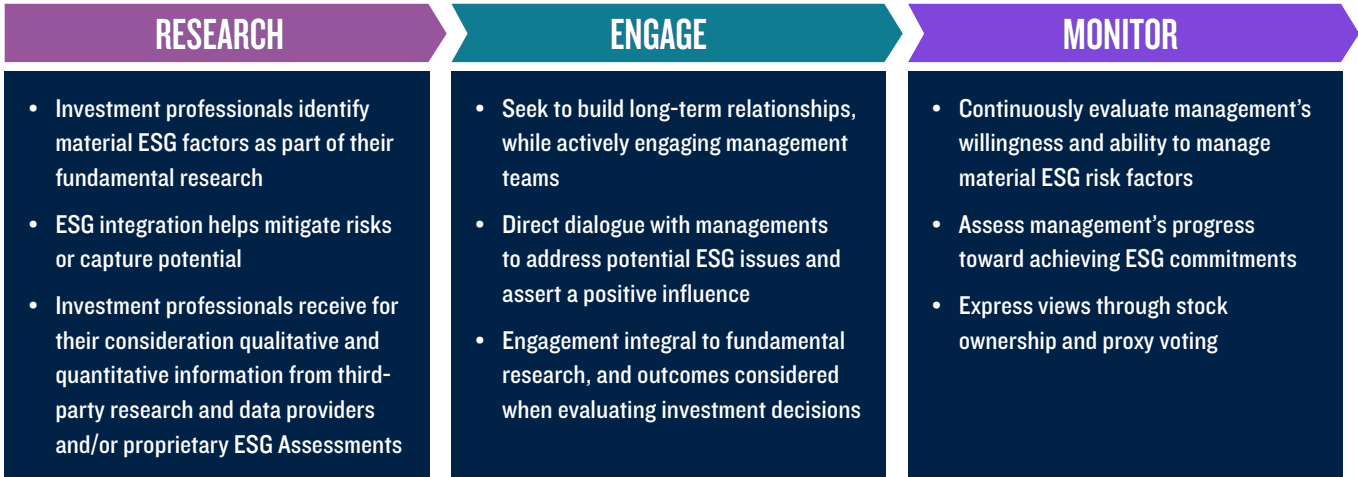 RESEARCH
• Investment professionals identify
material ESG factors as part of their
fundamental research
• ESG integration helps mitigate risks
or capture potential
• Investment professionals receive for
their consideration qualitative and
quantitative information from third-
party research and data providers
and/or proprietary ESG Assessments
ENGAGE
• Seek to build long-term relationships,
while actively engaging management
teams
• Direct dialogue with managements
to address potential ESG issues and
assert a positive influence
• Engagement integral to fundamental
research, and outcomes considered
when evaluating investment decisions
MONITOR
• Continuously evaluate management’s
willingness and ability to manage
material ESG risk factors
• Assess management’s progress
toward achieving ESG commitments
• Express views through stock
ownership and proxy voting